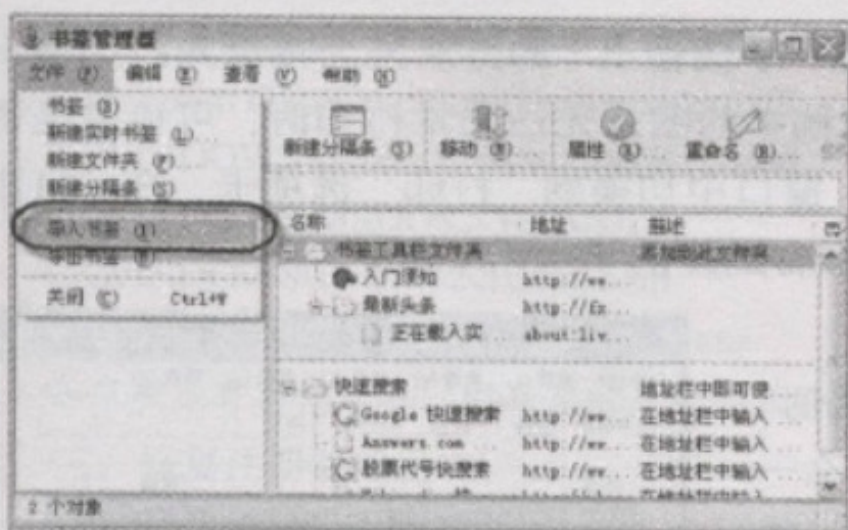 书签管理器
文件 (F) 编辑 (E) 查看 (V) 帮助 (H)
书签 (B)
新建实时书签 (L)...
新建文件夹 (F)...
新建分隔条 (S)
导入书签 (I)...
导出书签 (E)...
关闭 (C) Ctrl+W
新建分隔条 (S) 移动 (M)... 属性 (R)... 重命名 (R)...
名称 地址 描述
书签工具栏文件夹 添加到此文件夹
入门须知 http://ww...
最新头条 http://fx...
正在载入实... about:liv...
快速搜索 地址栏中即可使...
Google 快速搜索 http://ww... 在地址栏中输入 ...
Answers.com ... http://ww... 在地址栏中输入 ...
股票代号快搜索 http://ww... 在地址栏中输入 ...
2 个对象